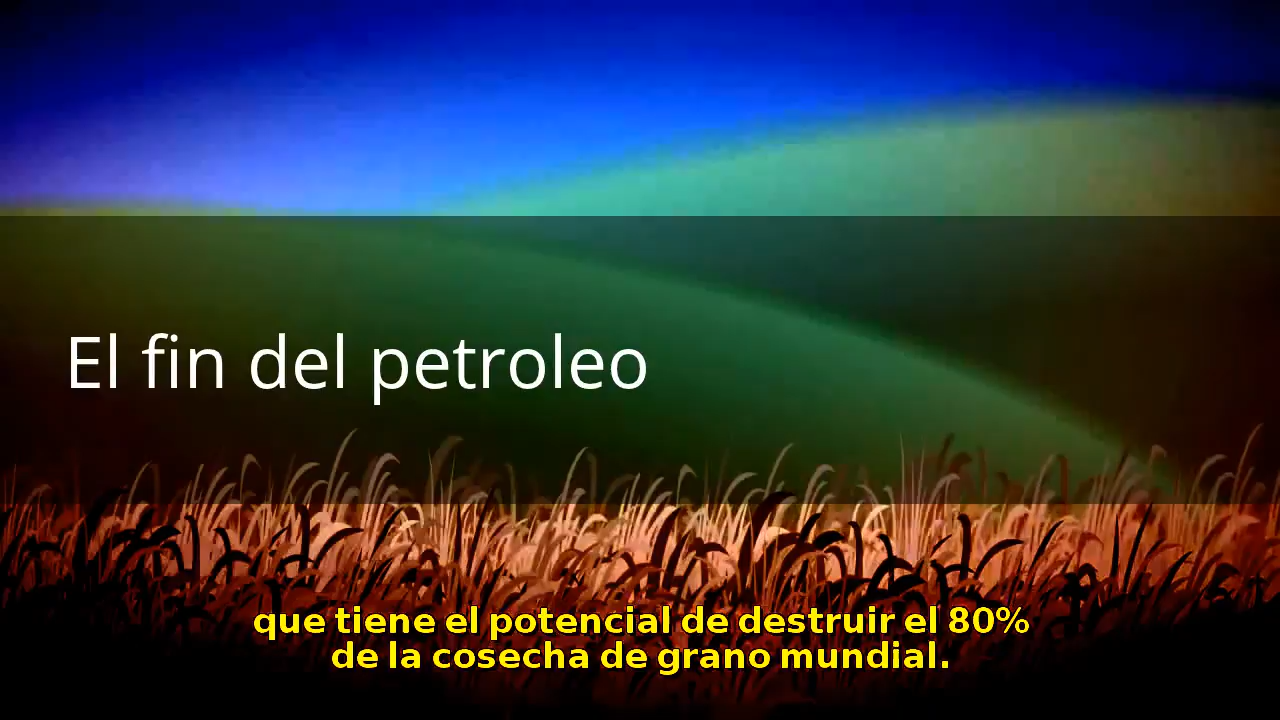 El fin del petroleo
que tiene el potencial de destruir el 80%
de la cosecha de grano mundial.